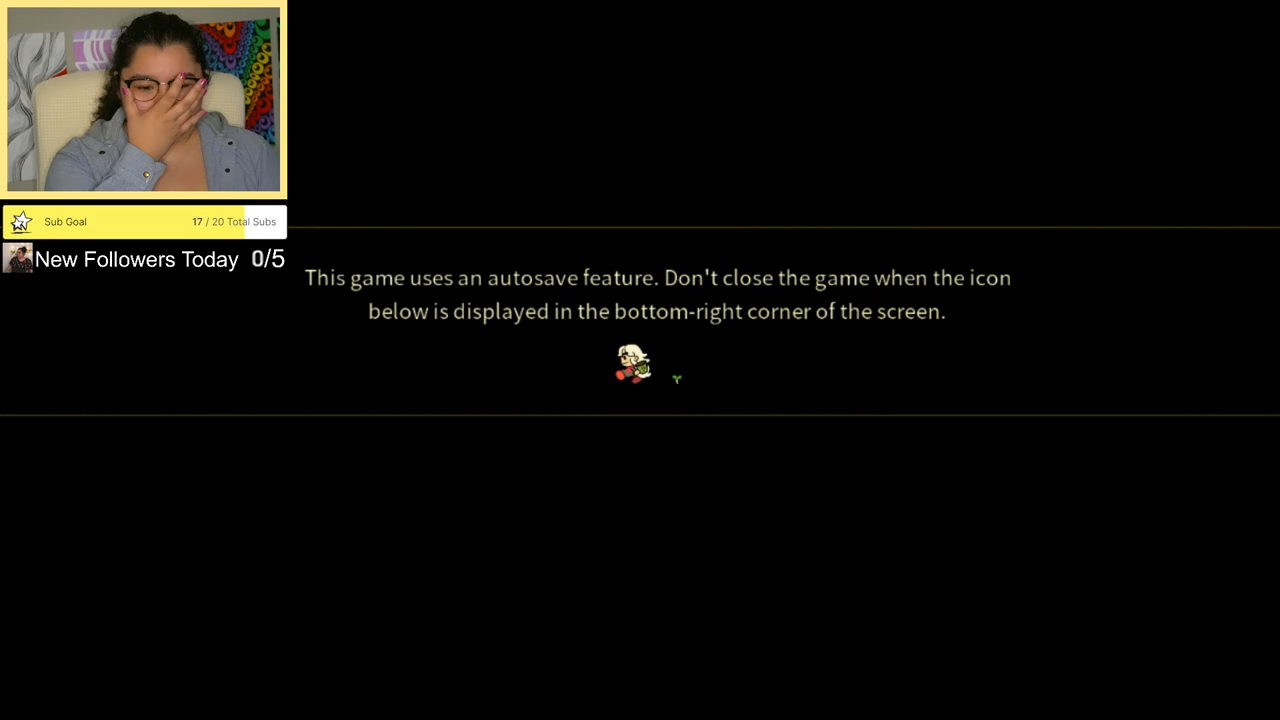 Sub Goal
17 / 20 Total Subs
New Followers Today 0/5
This game uses an autosave feature. Don't close the game when the icon
below is displayed in the bottom-right corner of the screen.